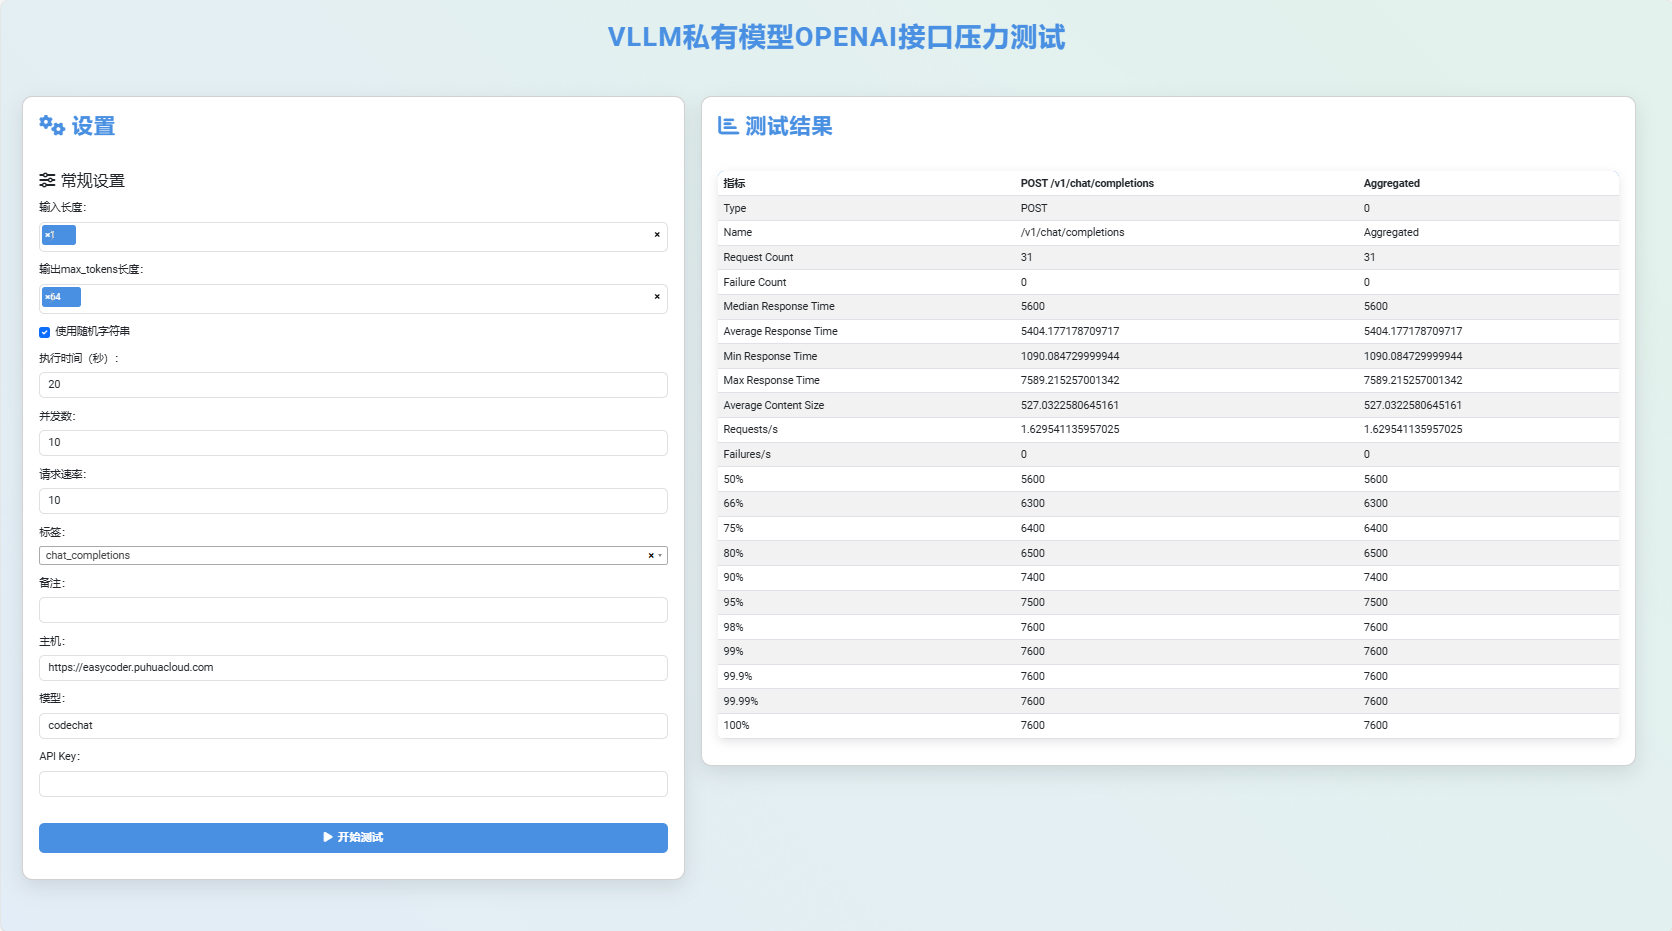 VLLM私有模型OPENAI接口压力测试
设置
常规设置
输入长度:
×1
×
输出max_tokens长度:
×64
×
使用随机字符串
执行时间（秒）:
20
并发数:
10
请求速率:
10
标签:
chat_completions ×
备注:
主机:
https://easycoder.puhuacloud.com
模型:
codechat
API Key:
开始测试
测试结果
指标 POST /v1/chat/completions Aggregated
Type POST 0
Name /v1/chat/completions Aggregated
Request Count 31 31
Failure Count 0 0
Median Response Time 5600 5600
Average Response Time 5404.177178709717 5404.177178709717
Min Response Time 1090.084729999944 1090.084729999944
Max Response Time 7589.215257001342 7589.215257001342
Average Content Size 527.0322580645161 527.0322580645161
Requests/s 1.629541135957025 1.629541135957025
Failures/s 0 0
50% 5600 5600
66% 6300 6300
75% 6400 6400
80% 6500 6500
90% 7400 7400
95% 7500 7500
98% 7600 7600
99% 7600 7600
99.9% 7600 7600
99.99% 7600 7600
100% 7600 7600